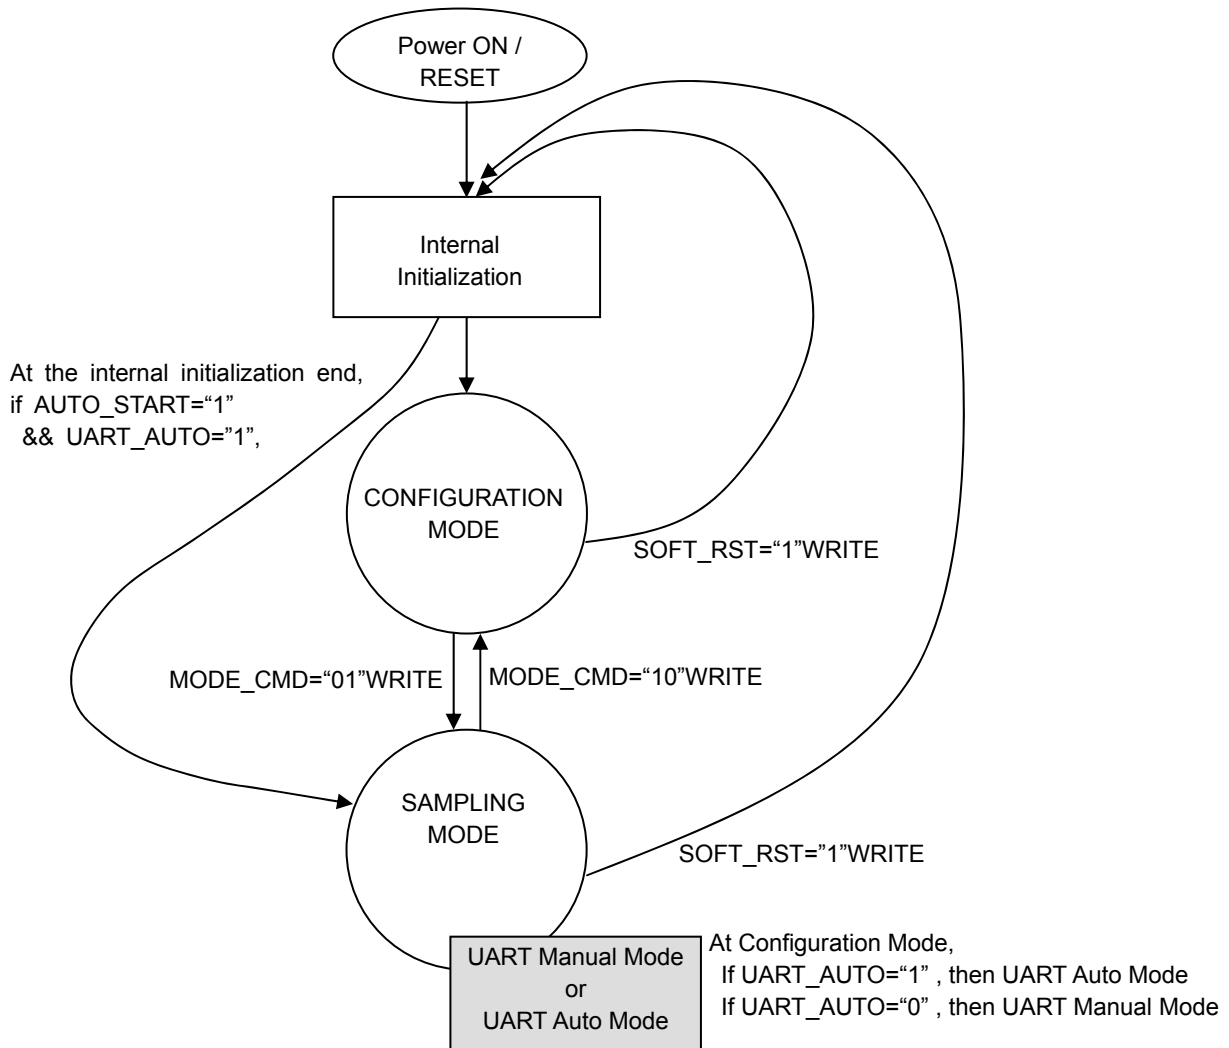 Power ON /
RESET
Internal
Initialization
At the internal initialization end,
if AUTO_START=“1”
&& UART_AUTO=”1”,
CONFIGURATION
MODE
SOFT_RST=“1”WRITE
MODE_CMD=“01”WRITE
MODE_CMD=“10”WRITE
SAMPLING
MODE
SOFT_RST=”1”WRITE
UART Manual Mode
or
UART Auto Mode
At Configuration Mode,
If UART_AUTO=“1” , then UART Auto Mode
If UART_AUTO=“0” , then UART Manual Mode